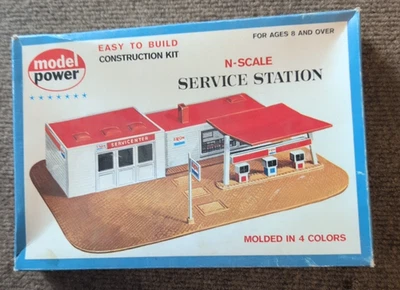 model
power
EASY TO BUILD
CONSTRUCTION KIT
FOR AGES 8 AND OVER
N-SCALE
SERVICE STATION
SERVICENTER
MOLDED IN 4 COLORS